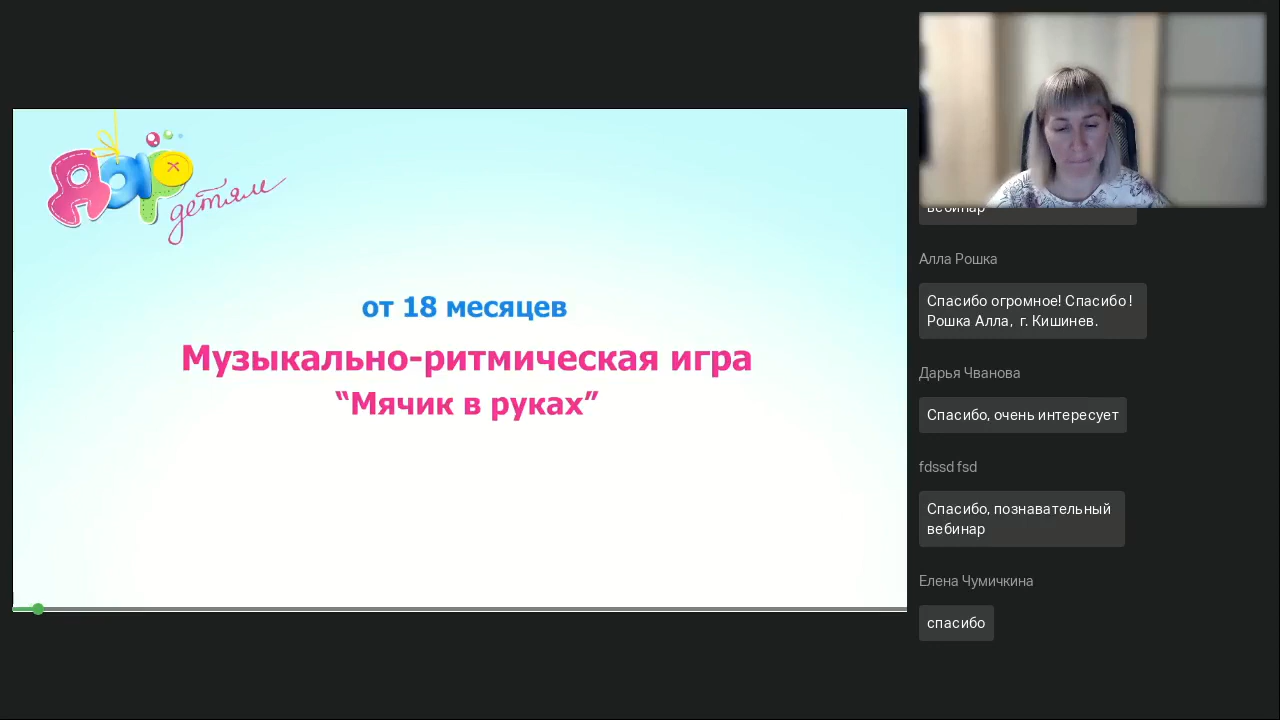 ЯОР
детям
от 18 месяцев
Музыкально-ритмическая игра
“Мячик в руках”
вебинар
Алла Рошка
Спасибо огромное! Спасибо!
Рошка Алла, г. Кишинев.
Дарья Чванова
Спасибо, очень интересует
fdssd fsd
Спасибо, познавательный
вебинар
Елена Чумичкина
спасибо